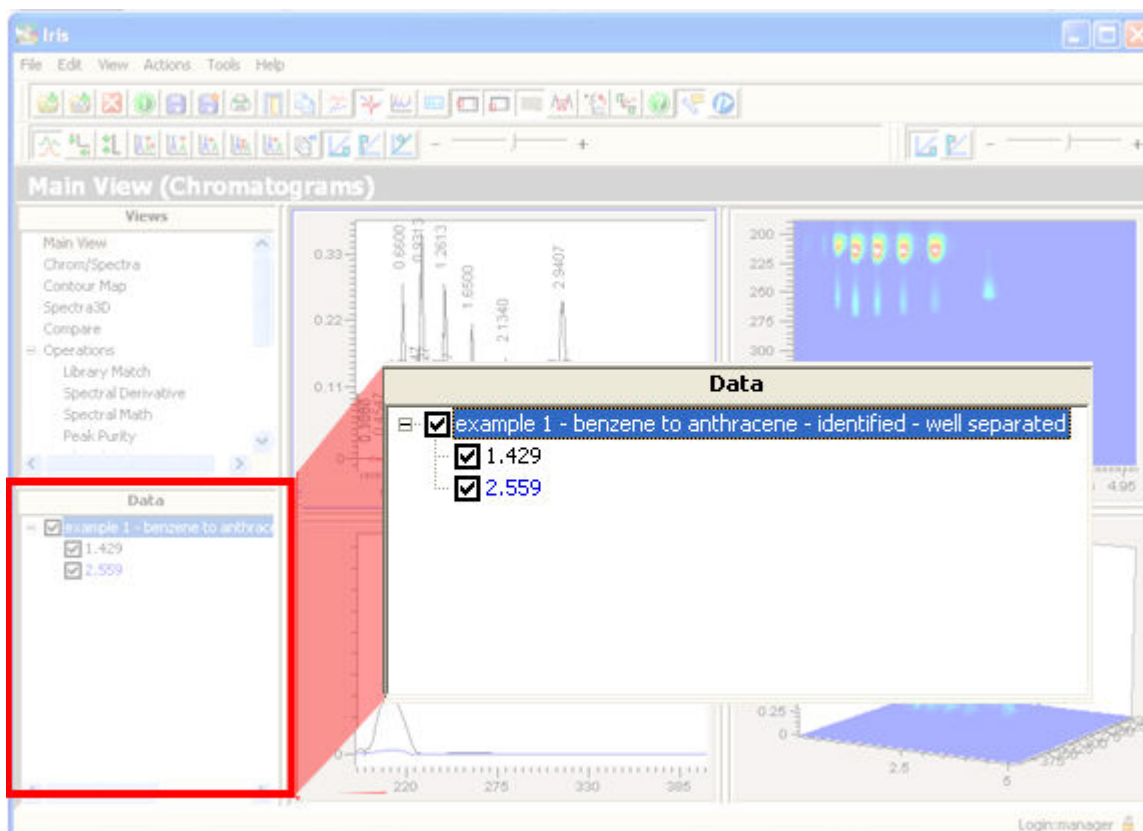 Iris
File Edit View Actions Tools Help
- +
- +
Main View (Chromatograms)
Views
Main View
Chrom/Spectra
Contour Map
Spectra3D
Compare
Operations
Library Match
Spectral Derivative
Spectral Math
Peak Purity
0.33
0.22
0.11
0
0.6600
0.9313
1.2613
1.6500
2.1340
2.9407
200
225
250
275
300
4.95
Data
example 1 - benzene to anthracene - identified - well separated
1.429
2.559
Data
example 1 - benzene to anthrace
1.429
2.559
0
220 275 330 385
0.25
0
2.5
5
375
Login:manager